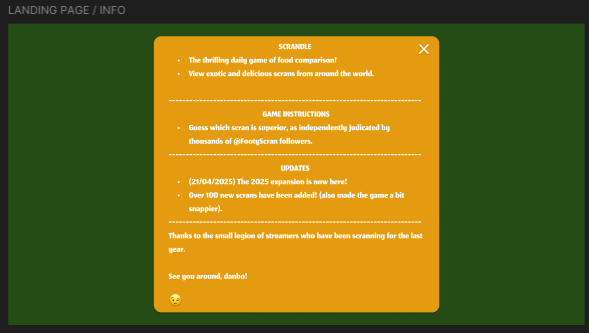 LANDING PAGE / INFO
SCRANDLE
• The thrilling daily game of food comparison!
• View exotic and delicious scrans from around the world.
GAME INSTRUCTIONS
• Guess which scran is superior, as independently judicated by
thousands of @FootyScran followers.
UPDATES
• (21/04/2025) The 2025 expansion is now here!
• Over 100 new scrans have been added! (also made the game a bit
snappier).
Thanks to the small legion of streamers who have been scranning for the last
year.
See you around, danbo!